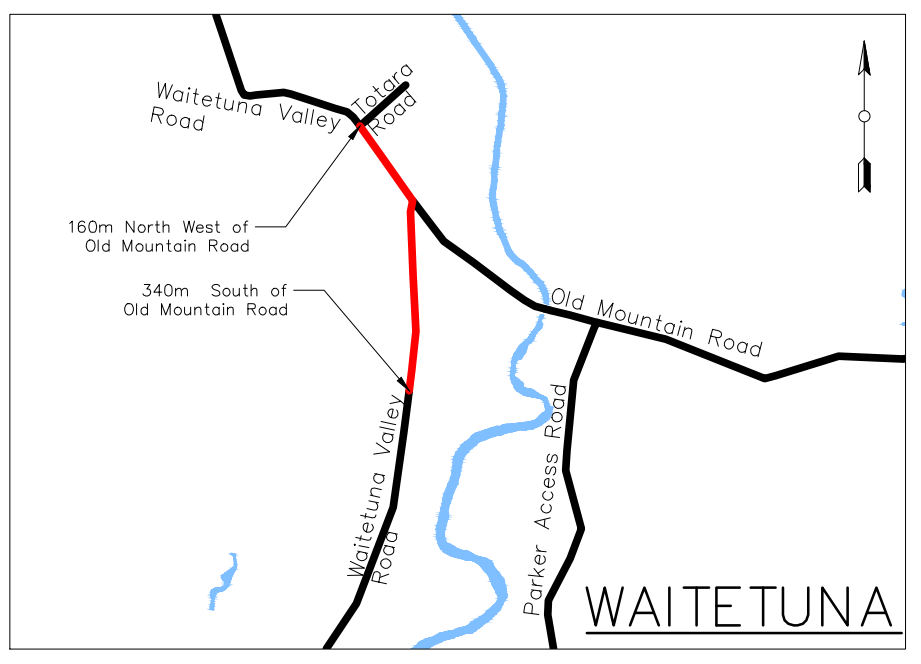 Totara
Road
Waitetuna Valley
Road
160m North West of
Old Mountain Road
340m South of
Old Mountain Road
Old Mountain Road
Waitetuna Valley
Road
Parker Access Road
WAITETUNA